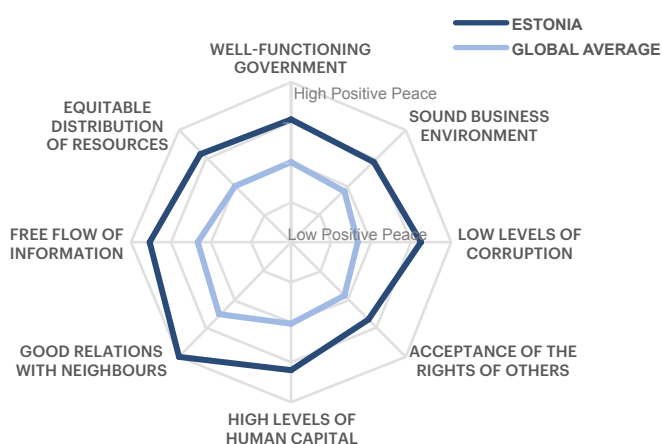 ESTONIA
GLOBAL AVERAGE
WELL-FUNCTIONING
GOVERNMENT
High Positive Peace
EQUITABLE
DISTRIBUTION
OF RESOURCES
SOUND BUSINESS
ENVIRONMENT
FREE FLOW OF
INFORMATION
Low Positive Peace
LOW LEVELS OF
CORRUPTION
GOOD RELATIONS
WITH NEIGHBOURS
ACCEPTANCE OF THE
RIGHTS OF OTHERS
HIGH LEVELS OF
HUMAN CAPITAL